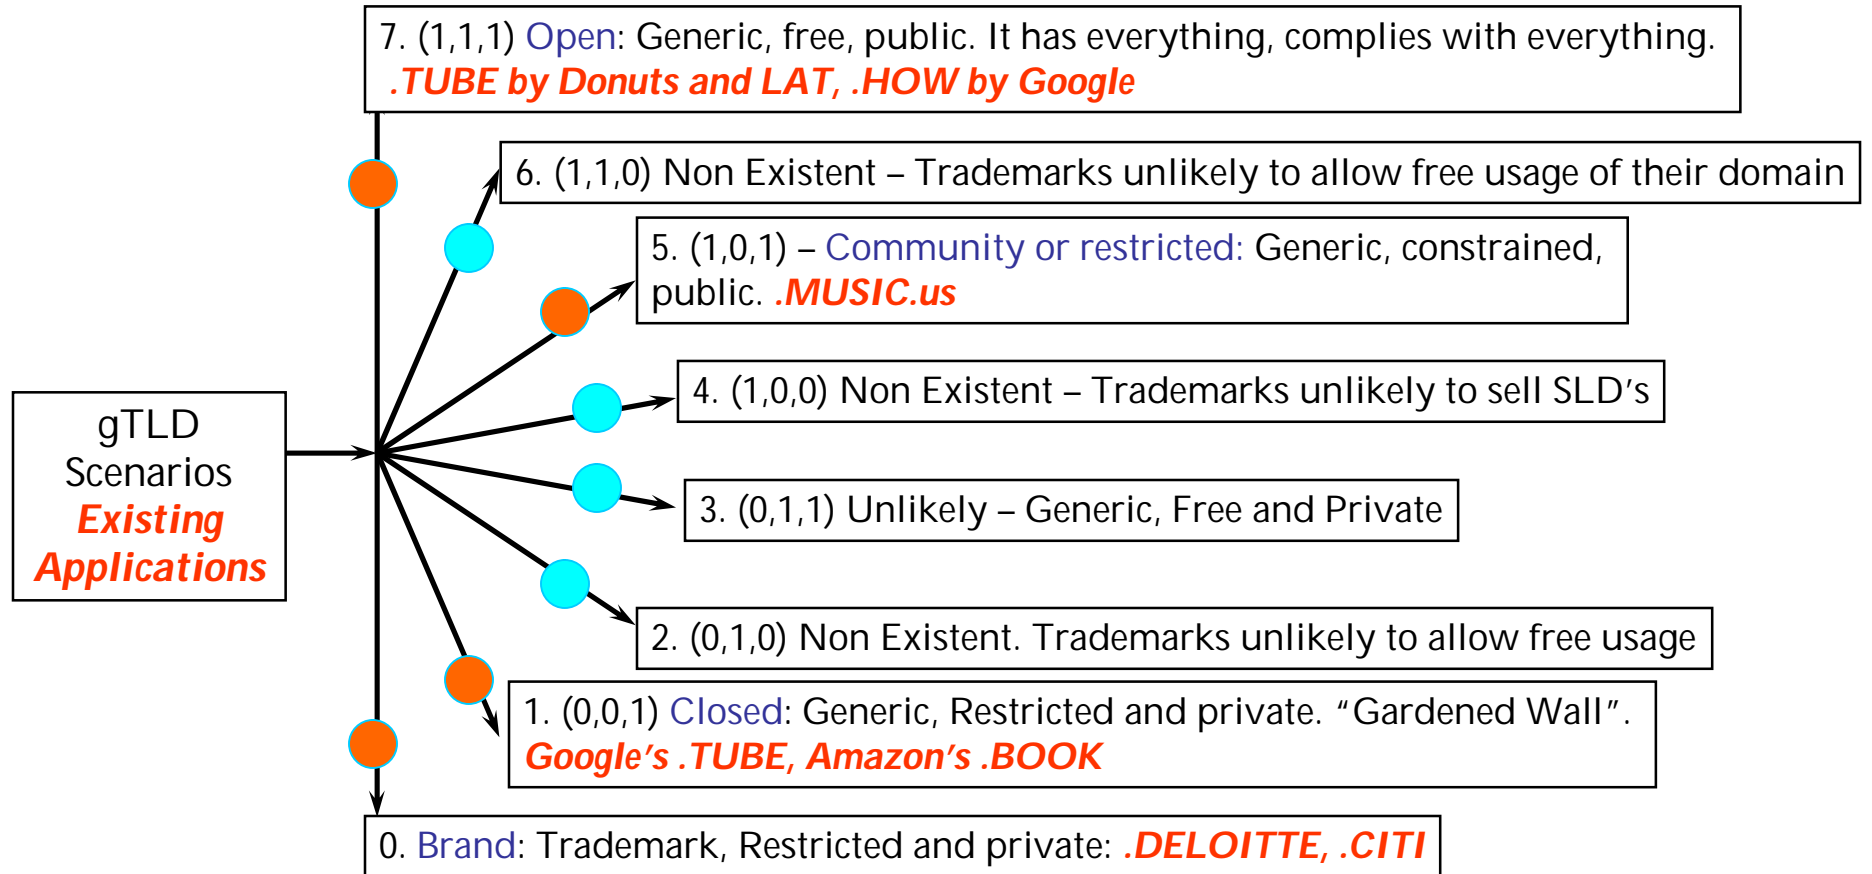 7. (1,1,1) Open: Generic, free, public. It has everything, complies with everything.
.TUBE by Donuts and LAT, .HOW by Google
6. (1,1,0) Non Existent – Trademarks unlikely to allow free usage of their domain
5. (1,0,1) – Community or restricted: Generic, constrained,
public. .MUSIC.us
4. (1,0,0) Non Existent – Trademarks unlikely to sell SLD's
gTLD
Scenarios
Existing
Applications
3. (0,1,1) Unlikely – Generic, Free and Private
2. (0,1,0) Non Existent. Trademarks unlikely to allow free usage
1. (0,0,1) Closed: Generic, Restricted and private. "Gardened Wall".
Google's .TUBE, Amazon's .BOOK
0. Brand: Trademark, Restricted and private: .DELOITTE, .CITI